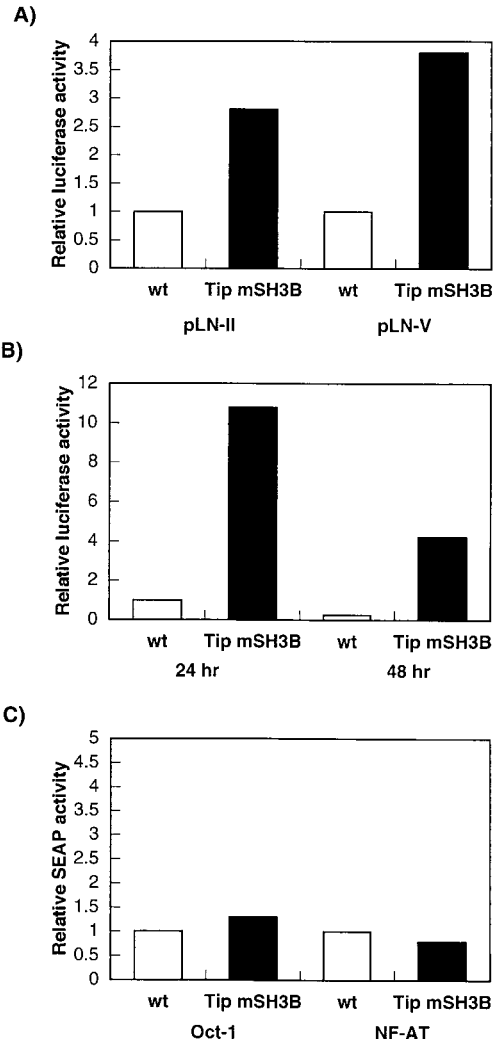 A)
Relative luciferase activity
4
3.5
3
2.5
2
1.5
1
0.5
0
wt Tip mSH3B wt Tip mSH3B
pLN-II pLN-V
B)
Relative luciferase activity
12
10
8
6
4
2
0
wt Tip mSH3B wt Tip mSH3B
24 hr 48 hr
C)
Relative SEAP activity
5
4.5
4
3.5
3
2.5
2
1.5
1
0.5
0
wt Tip mSH3B wt Tip mSH3B
Oct-1 NF-AT